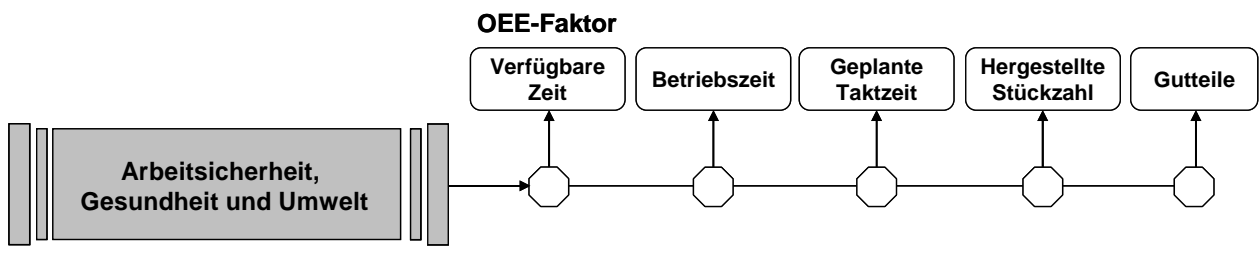 OEE-Faktor
Verfügbare
Zeit
Betriebszeit
Geplante
Taktzeit
Hergestellte
Stückzahl
Gutteile
Arbeitsicherheit,
Gesundheit und Umwelt